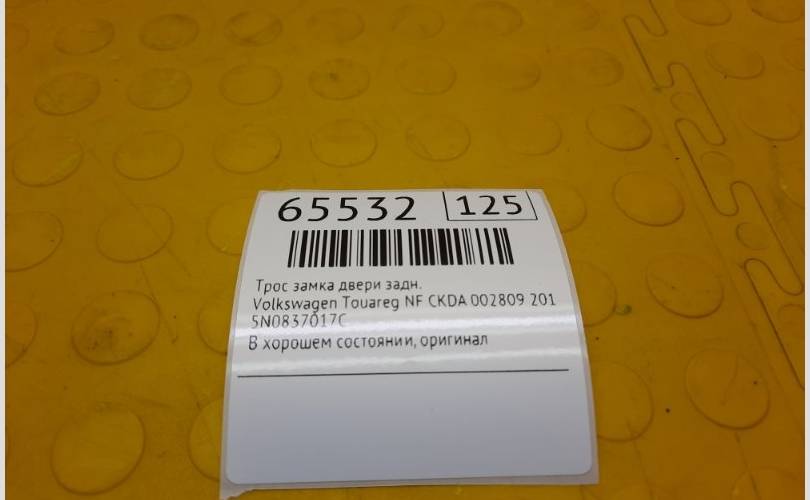 65532 125
Трос замка двери задн.
Volkswagen Touareg NF CKDA 002809 201
5N0837017C
В хорошем состоянии, оригинал